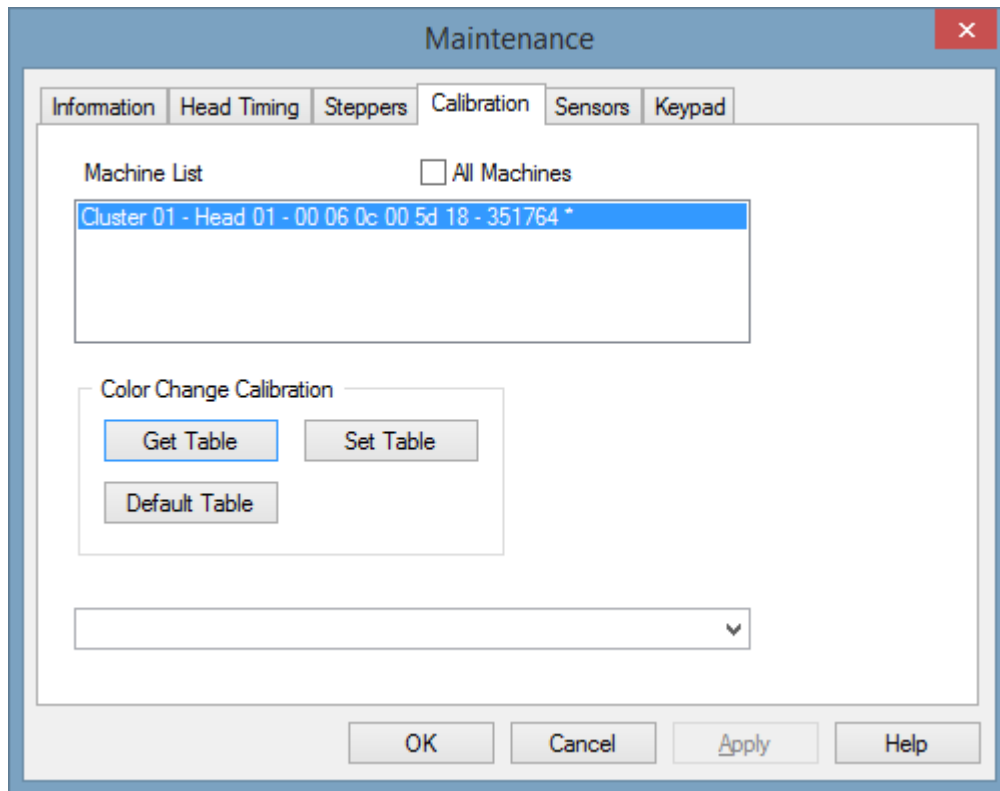 Maintenance
Information Head Timing Steppers Calibration Sensors Keypad
Machine List All Machines
Cluster 01 - Head 01 - 00 06 0c 00 5d 18 - 351764 *
Color Change Calibration
Get Table Set Table
Default Table
OK Cancel Apply Help